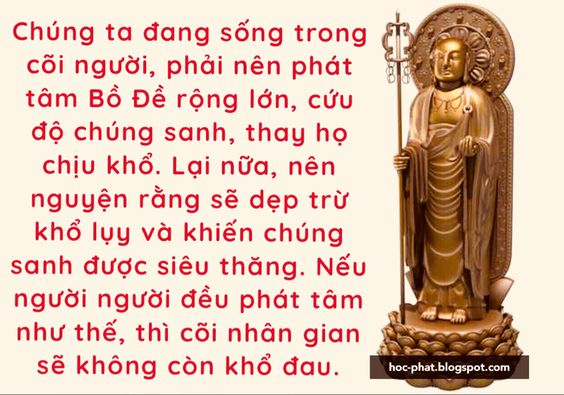 Chúng ta đang sống trong
cõi người, phải nên phát
tâm Bồ Đề rộng lớn, cứu
độ chúng sanh, thay họ
chịu khổ. Lại nữa, nên
nguyện rằng sẽ dẹp trừ
khổ lụy và khiến chúng
sanh được siêu thăng. Nếu
người người đều phát tâm
như thế, thì cõi nhân gian
sẽ không còn khổ đau.
hoc-phat.blogspot.com